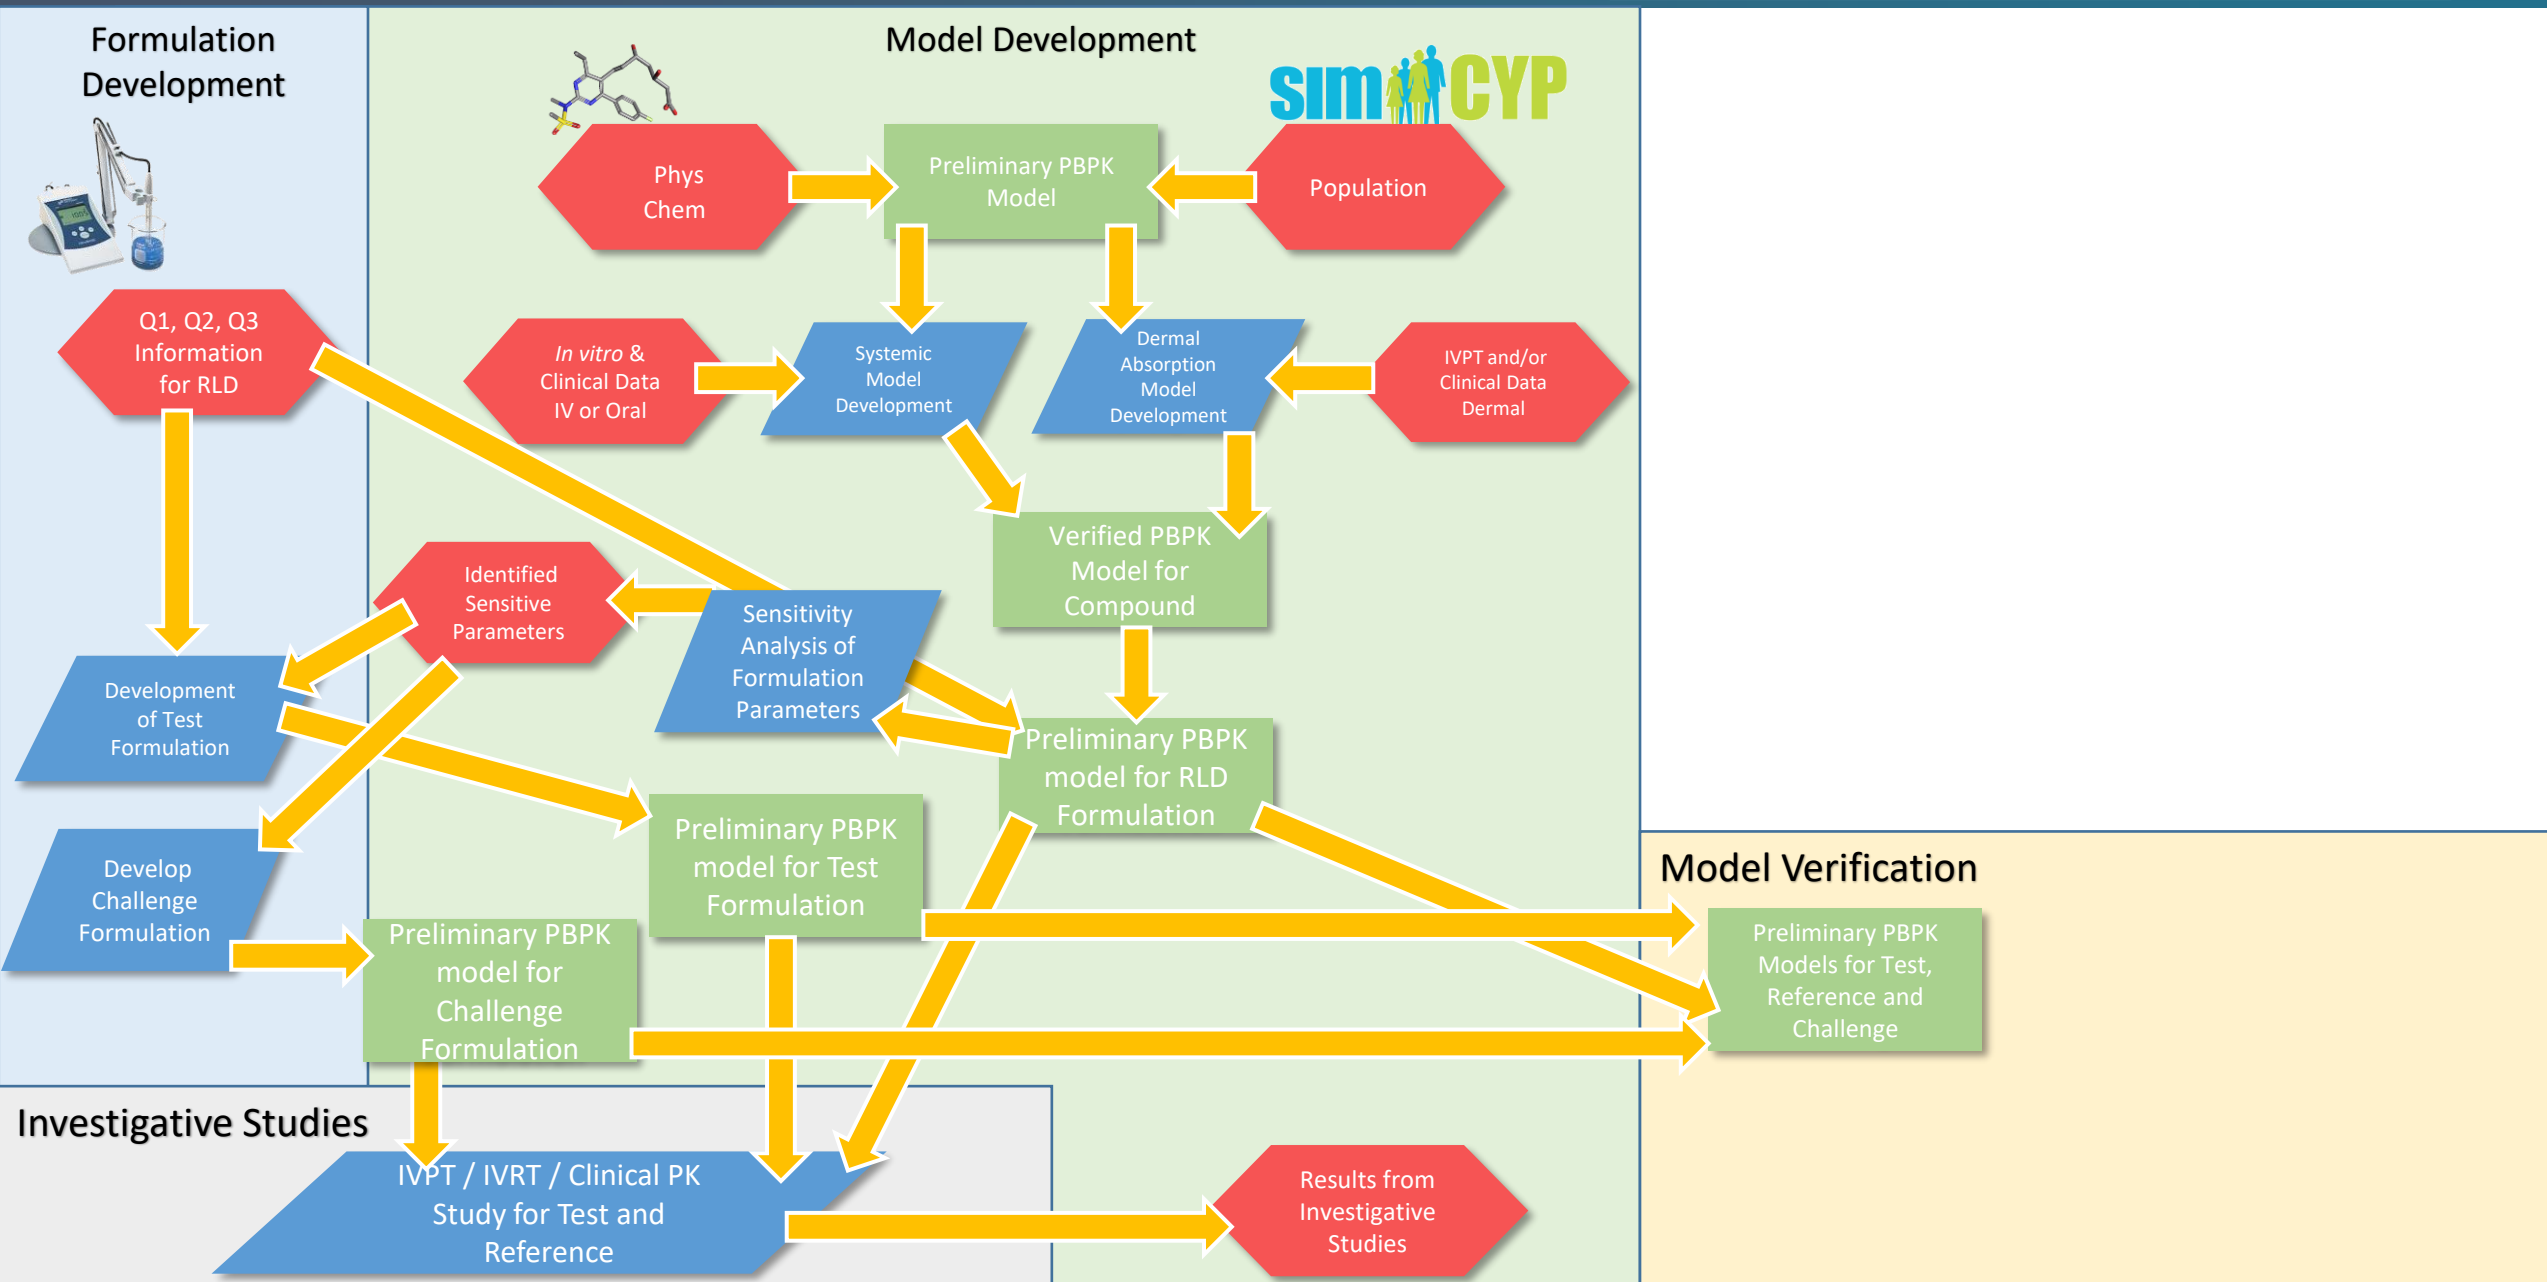 Formulation
Development
Model Development
simCYP
Phys
Chem
Preliminary PBPK
Model
Population
Q1, Q2, Q3
Information
for RLD
In vitro &
Clinical Data
IV or Oral
Systemic
Model
Development
Dermal
Absorption
Model
Development
IVPT and/or
Clinical Data
Dermal
Verified PBPK
Model for
Compound
Identified
Sensitive
Parameters
Sensitivity
Analysis of
Formulation
Parameters
Development
of Test
Formulation
Preliminary PBPK
model for RLD
Formulation
Preliminary PBPK
model for Test
Formulation
Develop
Challenge
Formulation
Preliminary PBPK
model for
Challenge
Formulation
Model Verification
Preliminary PBPK
Models for Test,
Reference and
Challenge
Investigative Studies
IVPT / IVRT / Clinical PK
Study for Test and
Reference
Results from
Investigative
Studies